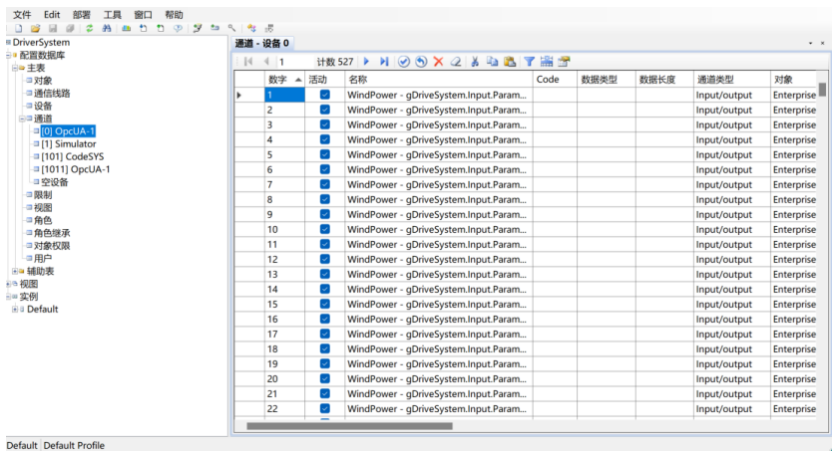 文件 Edit 部署 工具 窗口 帮助
DriverSystem
配置数据库
主表
对象
通信线路
设备
通道
[0] OpcUA-1
[1] Simulator
[101] CodeSYS
[1011] OpcUA-1
空设备
限制
视图
角色
角色继承
对象权限
用户
辅助表
视图
实例
Default
通道 - 设备 0
1 计数 527
数字 活动 名称 Code 数据类型 数据长度 通道类型 对象
1 WindPower - gDriveSystem.Input.Param... Input/output Enterprise
2 WindPower - gDriveSystem.Input.Param... Input/output Enterprise
3 WindPower - gDriveSystem.Input.Param... Input/output Enterprise
4 WindPower - gDriveSystem.Input.Param... Input/output Enterprise
5 WindPower - gDriveSystem.Input.Param... Input/output Enterprise
6 WindPower - gDriveSystem.Input.Param... Input/output Enterprise
7 WindPower - gDriveSystem.Input.Param... Input/output Enterprise
8 WindPower - gDriveSystem.Input.Param... Input/output Enterprise
9 WindPower - gDriveSystem.Input.Param... Input/output Enterprise
10 WindPower - gDriveSystem.Input.Param... Input/output Enterprise
11 WindPower - gDriveSystem.Input.Param... Input/output Enterprise
12 WindPower - gDriveSystem.Input.Param... Input/output Enterprise
13 WindPower - gDriveSystem.Input.Param... Input/output Enterprise
14 WindPower - gDriveSystem.Input.Param... Input/output Enterprise
15 WindPower - gDriveSystem.Input.Param... Input/output Enterprise
16 WindPower - gDriveSystem.Input.Param... Input/output Enterprise
17 WindPower - gDriveSystem.Input.Param... Input/output Enterprise
18 WindPower - gDriveSystem.Input.Param... Input/output Enterprise
19 WindPower - gDriveSystem.Input.Param... Input/output Enterprise
20 WindPower - gDriveSystem.Input.Param... Input/output Enterprise
21 WindPower - gDriveSystem.Input.Param... Input/output Enterprise
22 WindPower - gDriveSystem.Input.Param... Input/output Enterprise
Default Default Profile